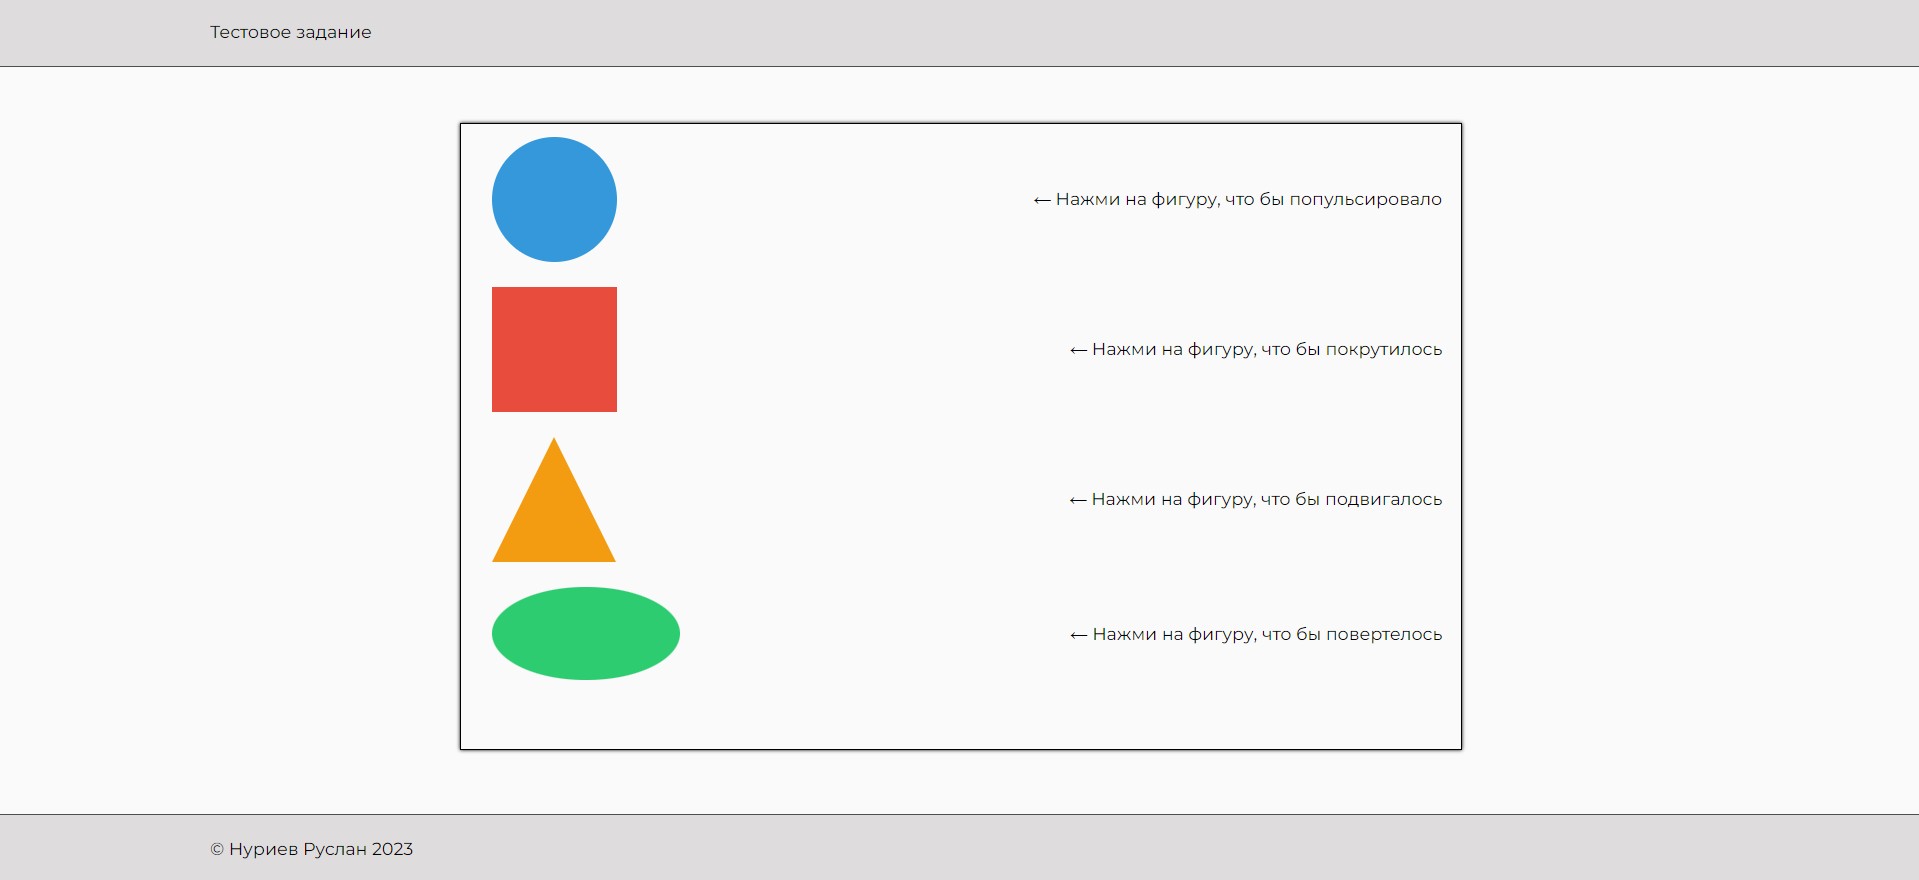 Тестовое задание
← Нажми на фигуру, что бы попульсировало
← Нажми на фигуру, что бы покрутилось
← Нажми на фигуру, что бы подвигалось
← Нажми на фигуру, что бы повертелось
© Нуриев Руслан 2023